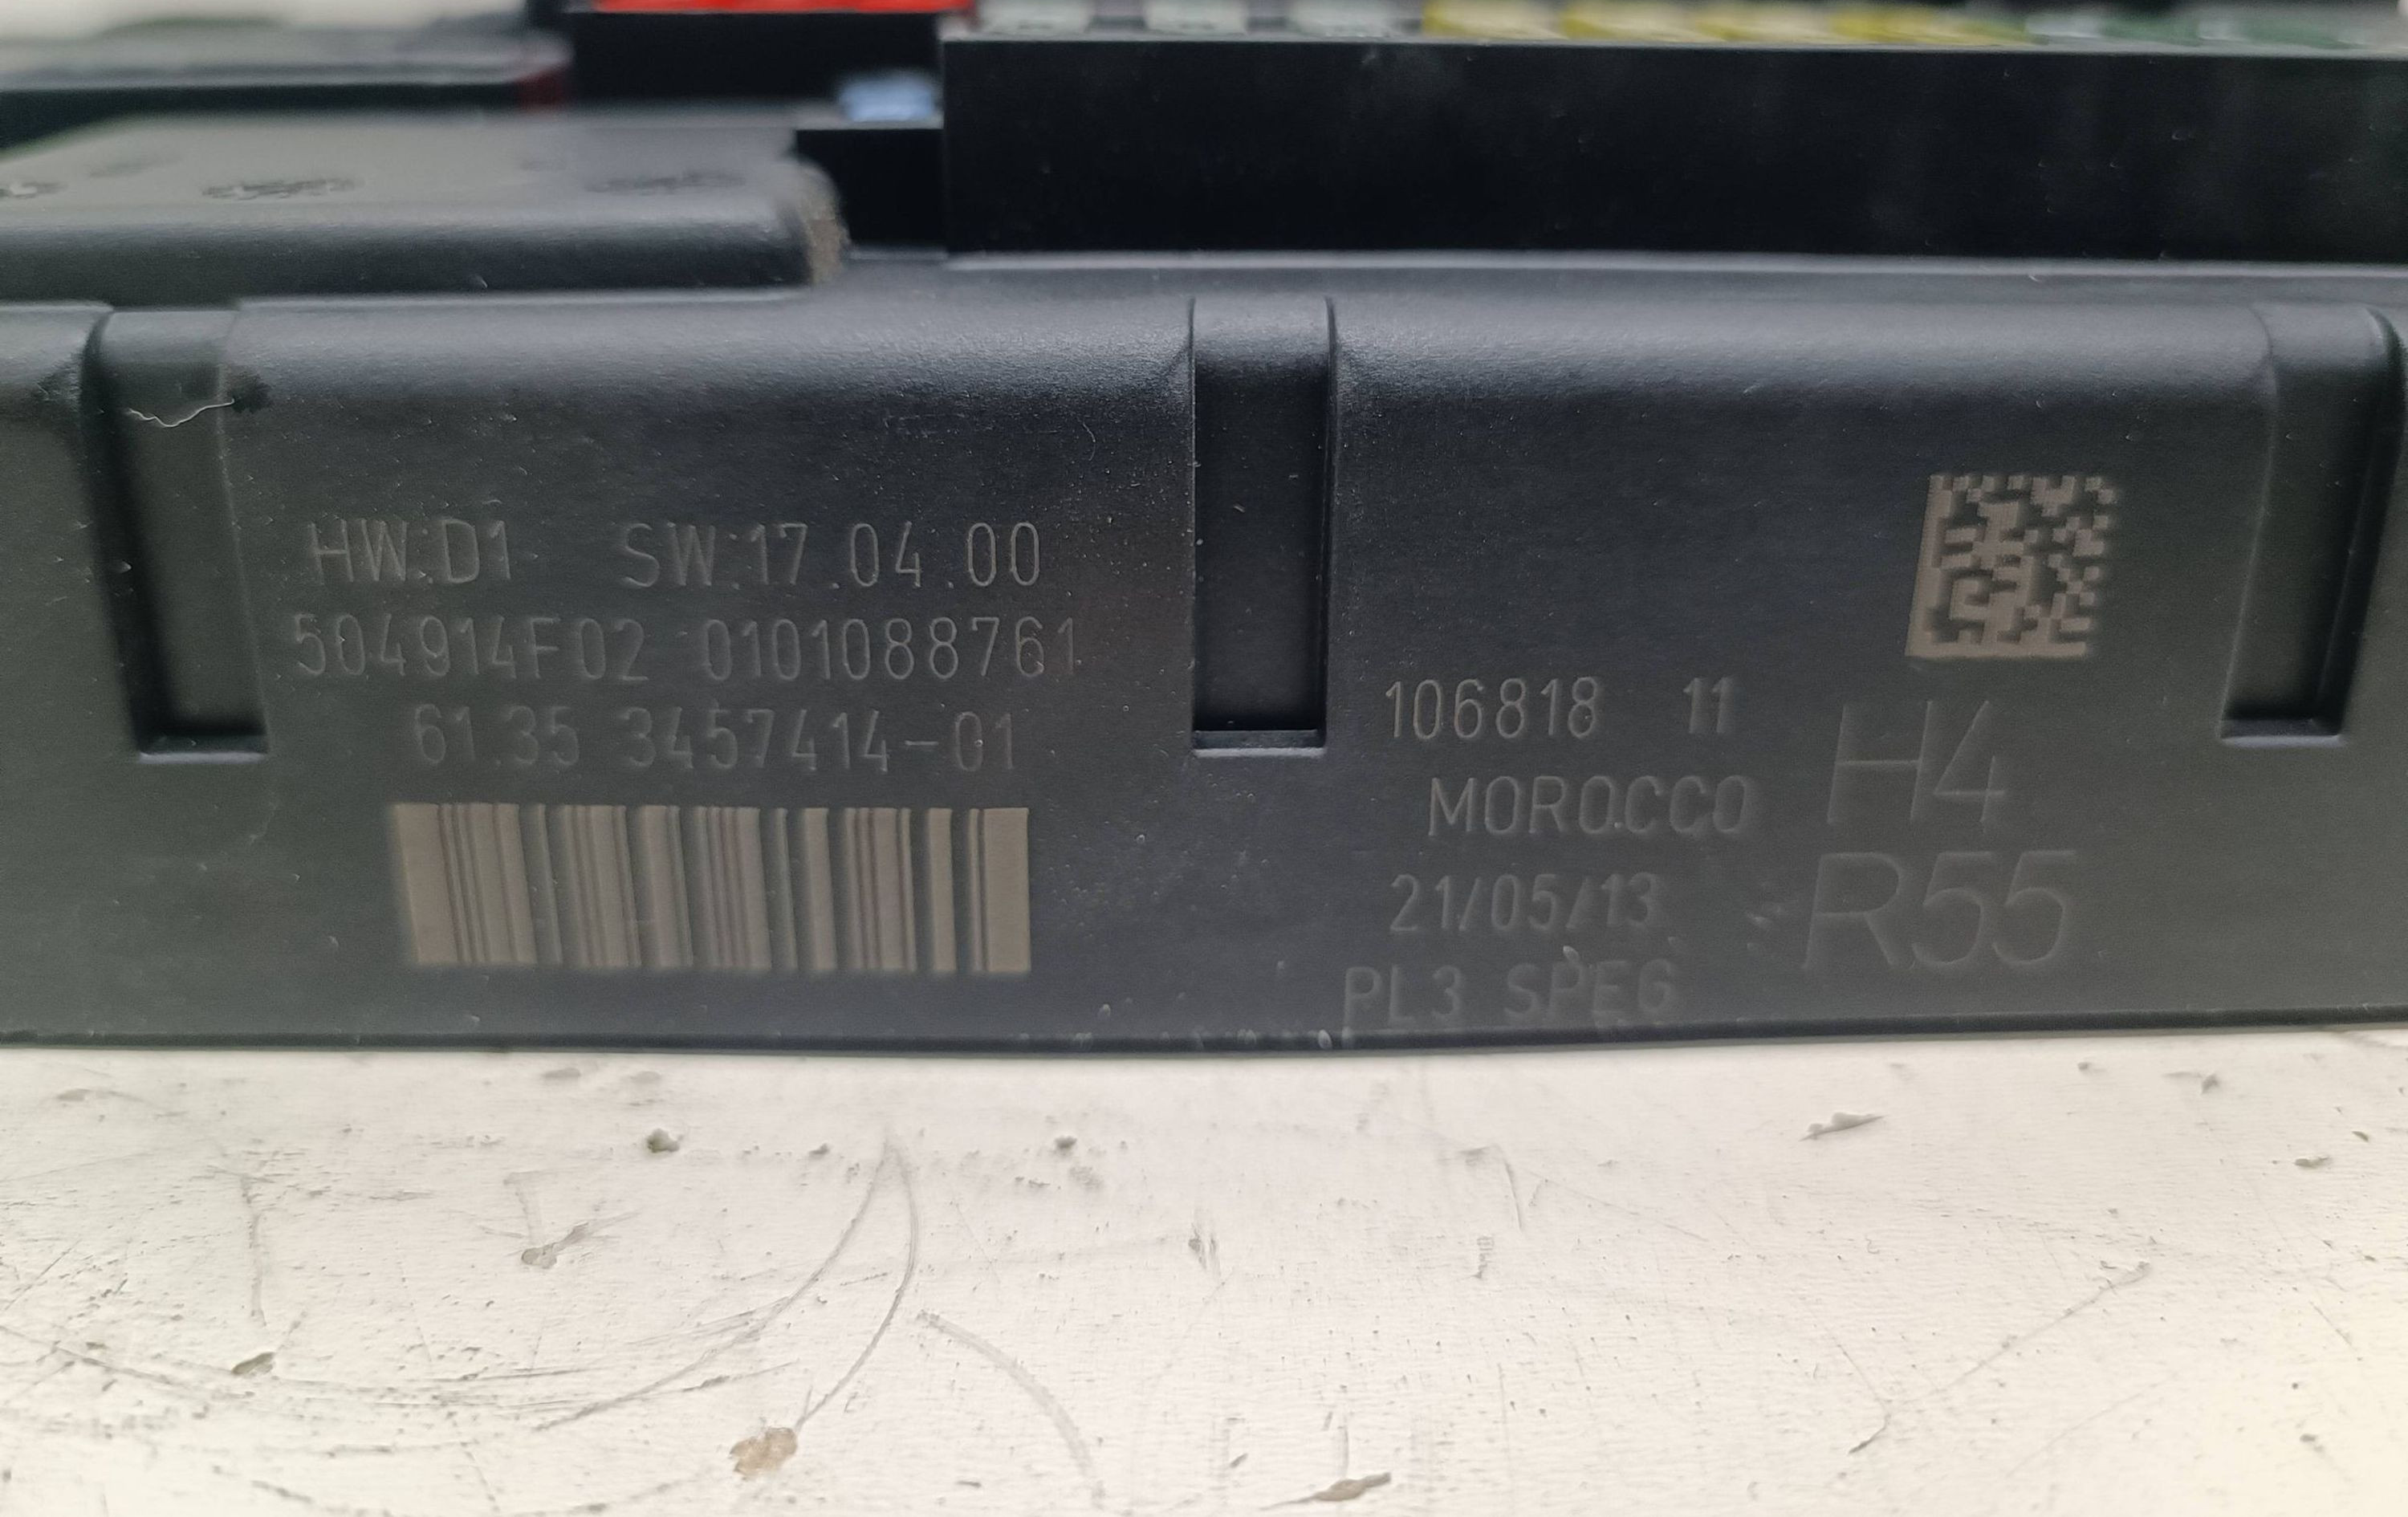 HW:D1 SW:17.04.00
504914F02 0101088761
61.35 3457414-01
106818 11
MOROCCO
21/05/13
PL3 SPEG
H4
R55